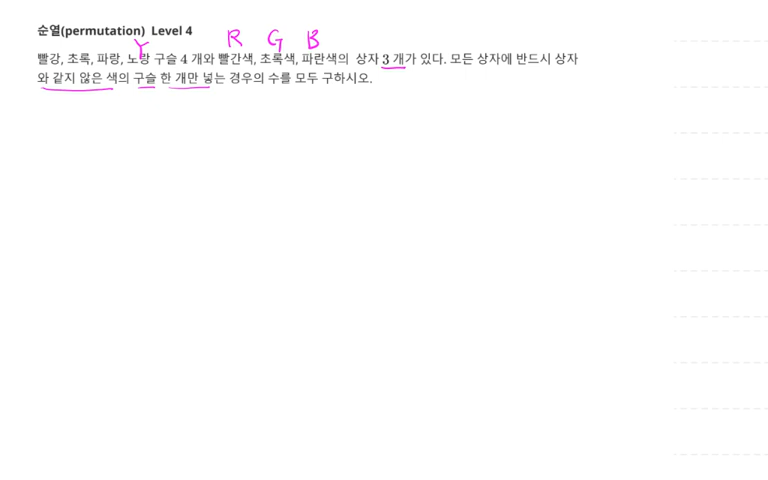 순열(permutation) Level 4
Y R G B
빨강, 초록, 파랑, 노랑 구슬 4 개와 빨간색, 초록색, 파란색의 상자 3 개가 있다. 모든 상자에 반드시 상자
와 같지 않은 색의 구슬 한 개만 넣는 경우의 수를 모두 구하시오.